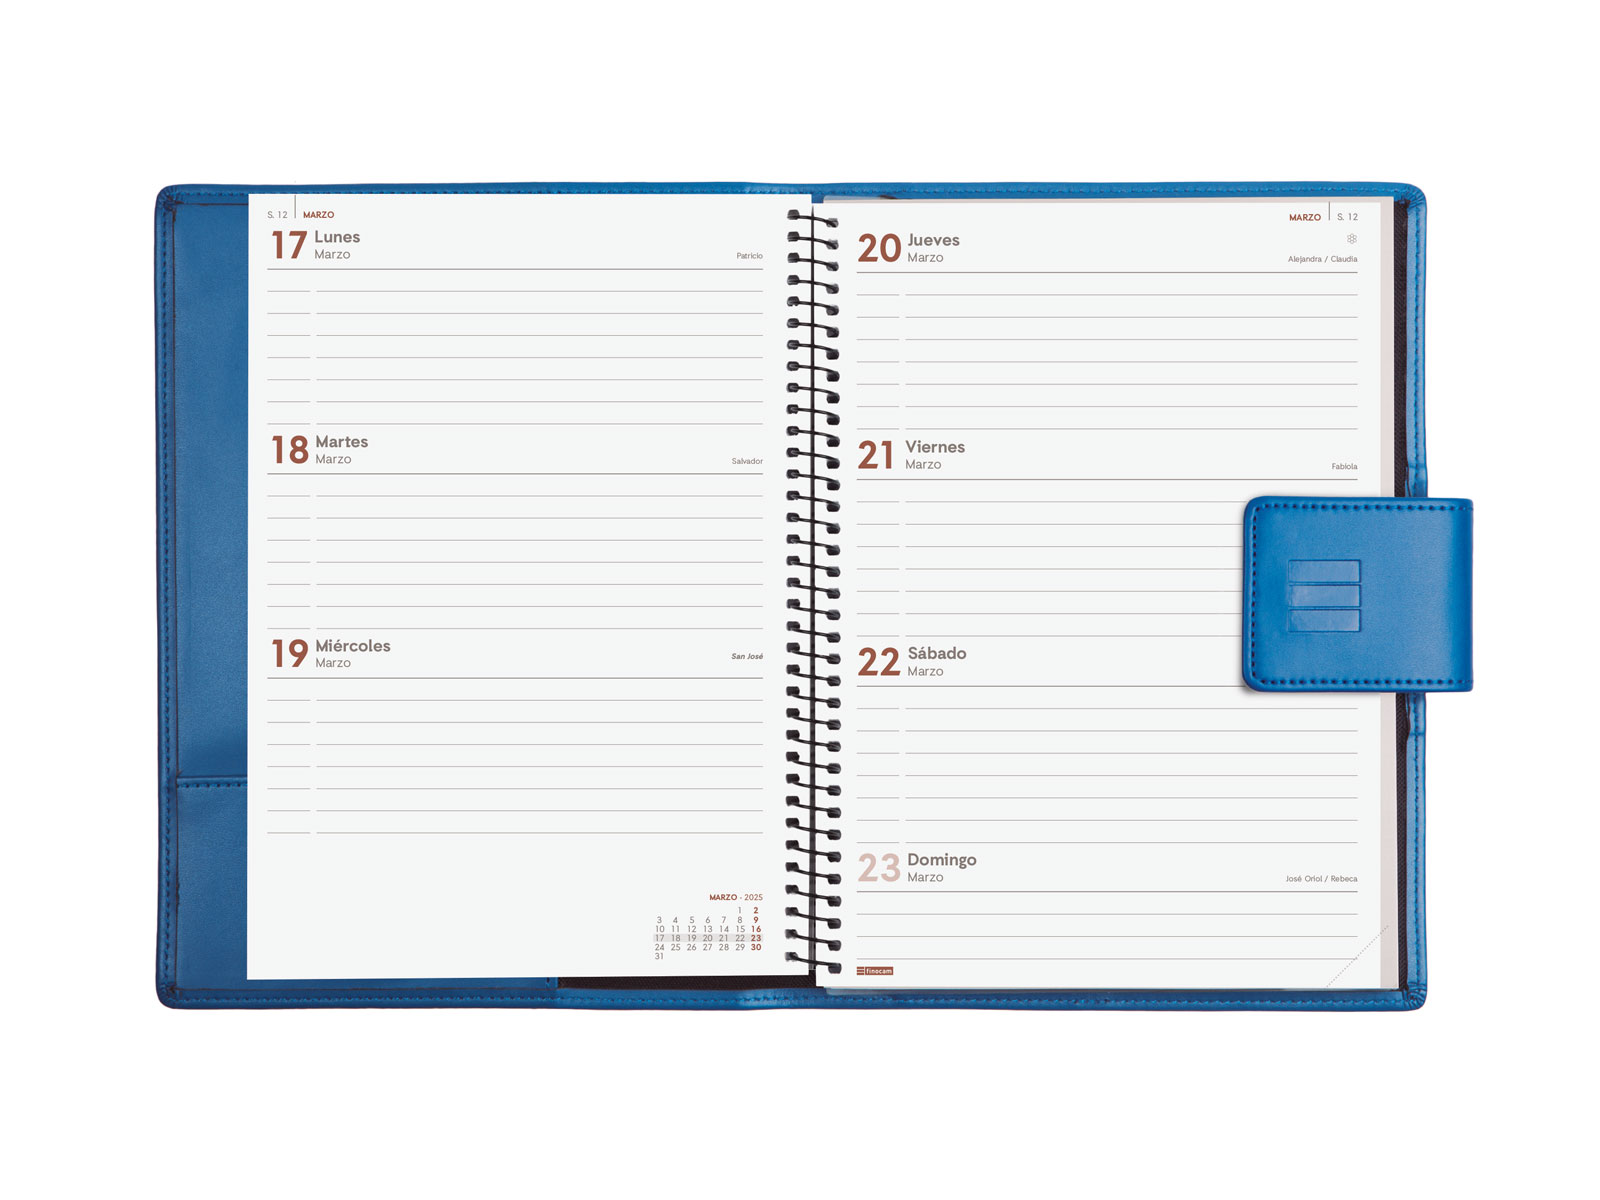 S. 12 MARZO
17 Lunes
Marzo
Patricio
18 Martes
Marzo
Salvador
19 Miércoles
Marzo
San José
MARZO - 2025
1 2
3 4 5 6 7 8 9
10 11 12 13 14 15 16
17 18 19 20 21 22 23
24 25 26 27 28 29 30
31
MARZO S. 12
20 Jueves
Marzo
Alejandra / Claudia
21 Viernes
Marzo
Fabiola
22 Sábado
Marzo
23 Domingo
Marzo
José Oriol / Rebeca
finocam